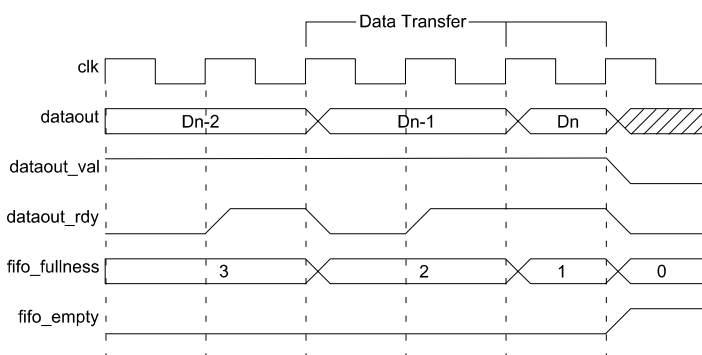 Data Transfer
clk
dataout Dn-2 Dn-1 Dn
dataout_val
dataout_rdy
fifo_fullness 3 2 1 0
fifo_empty